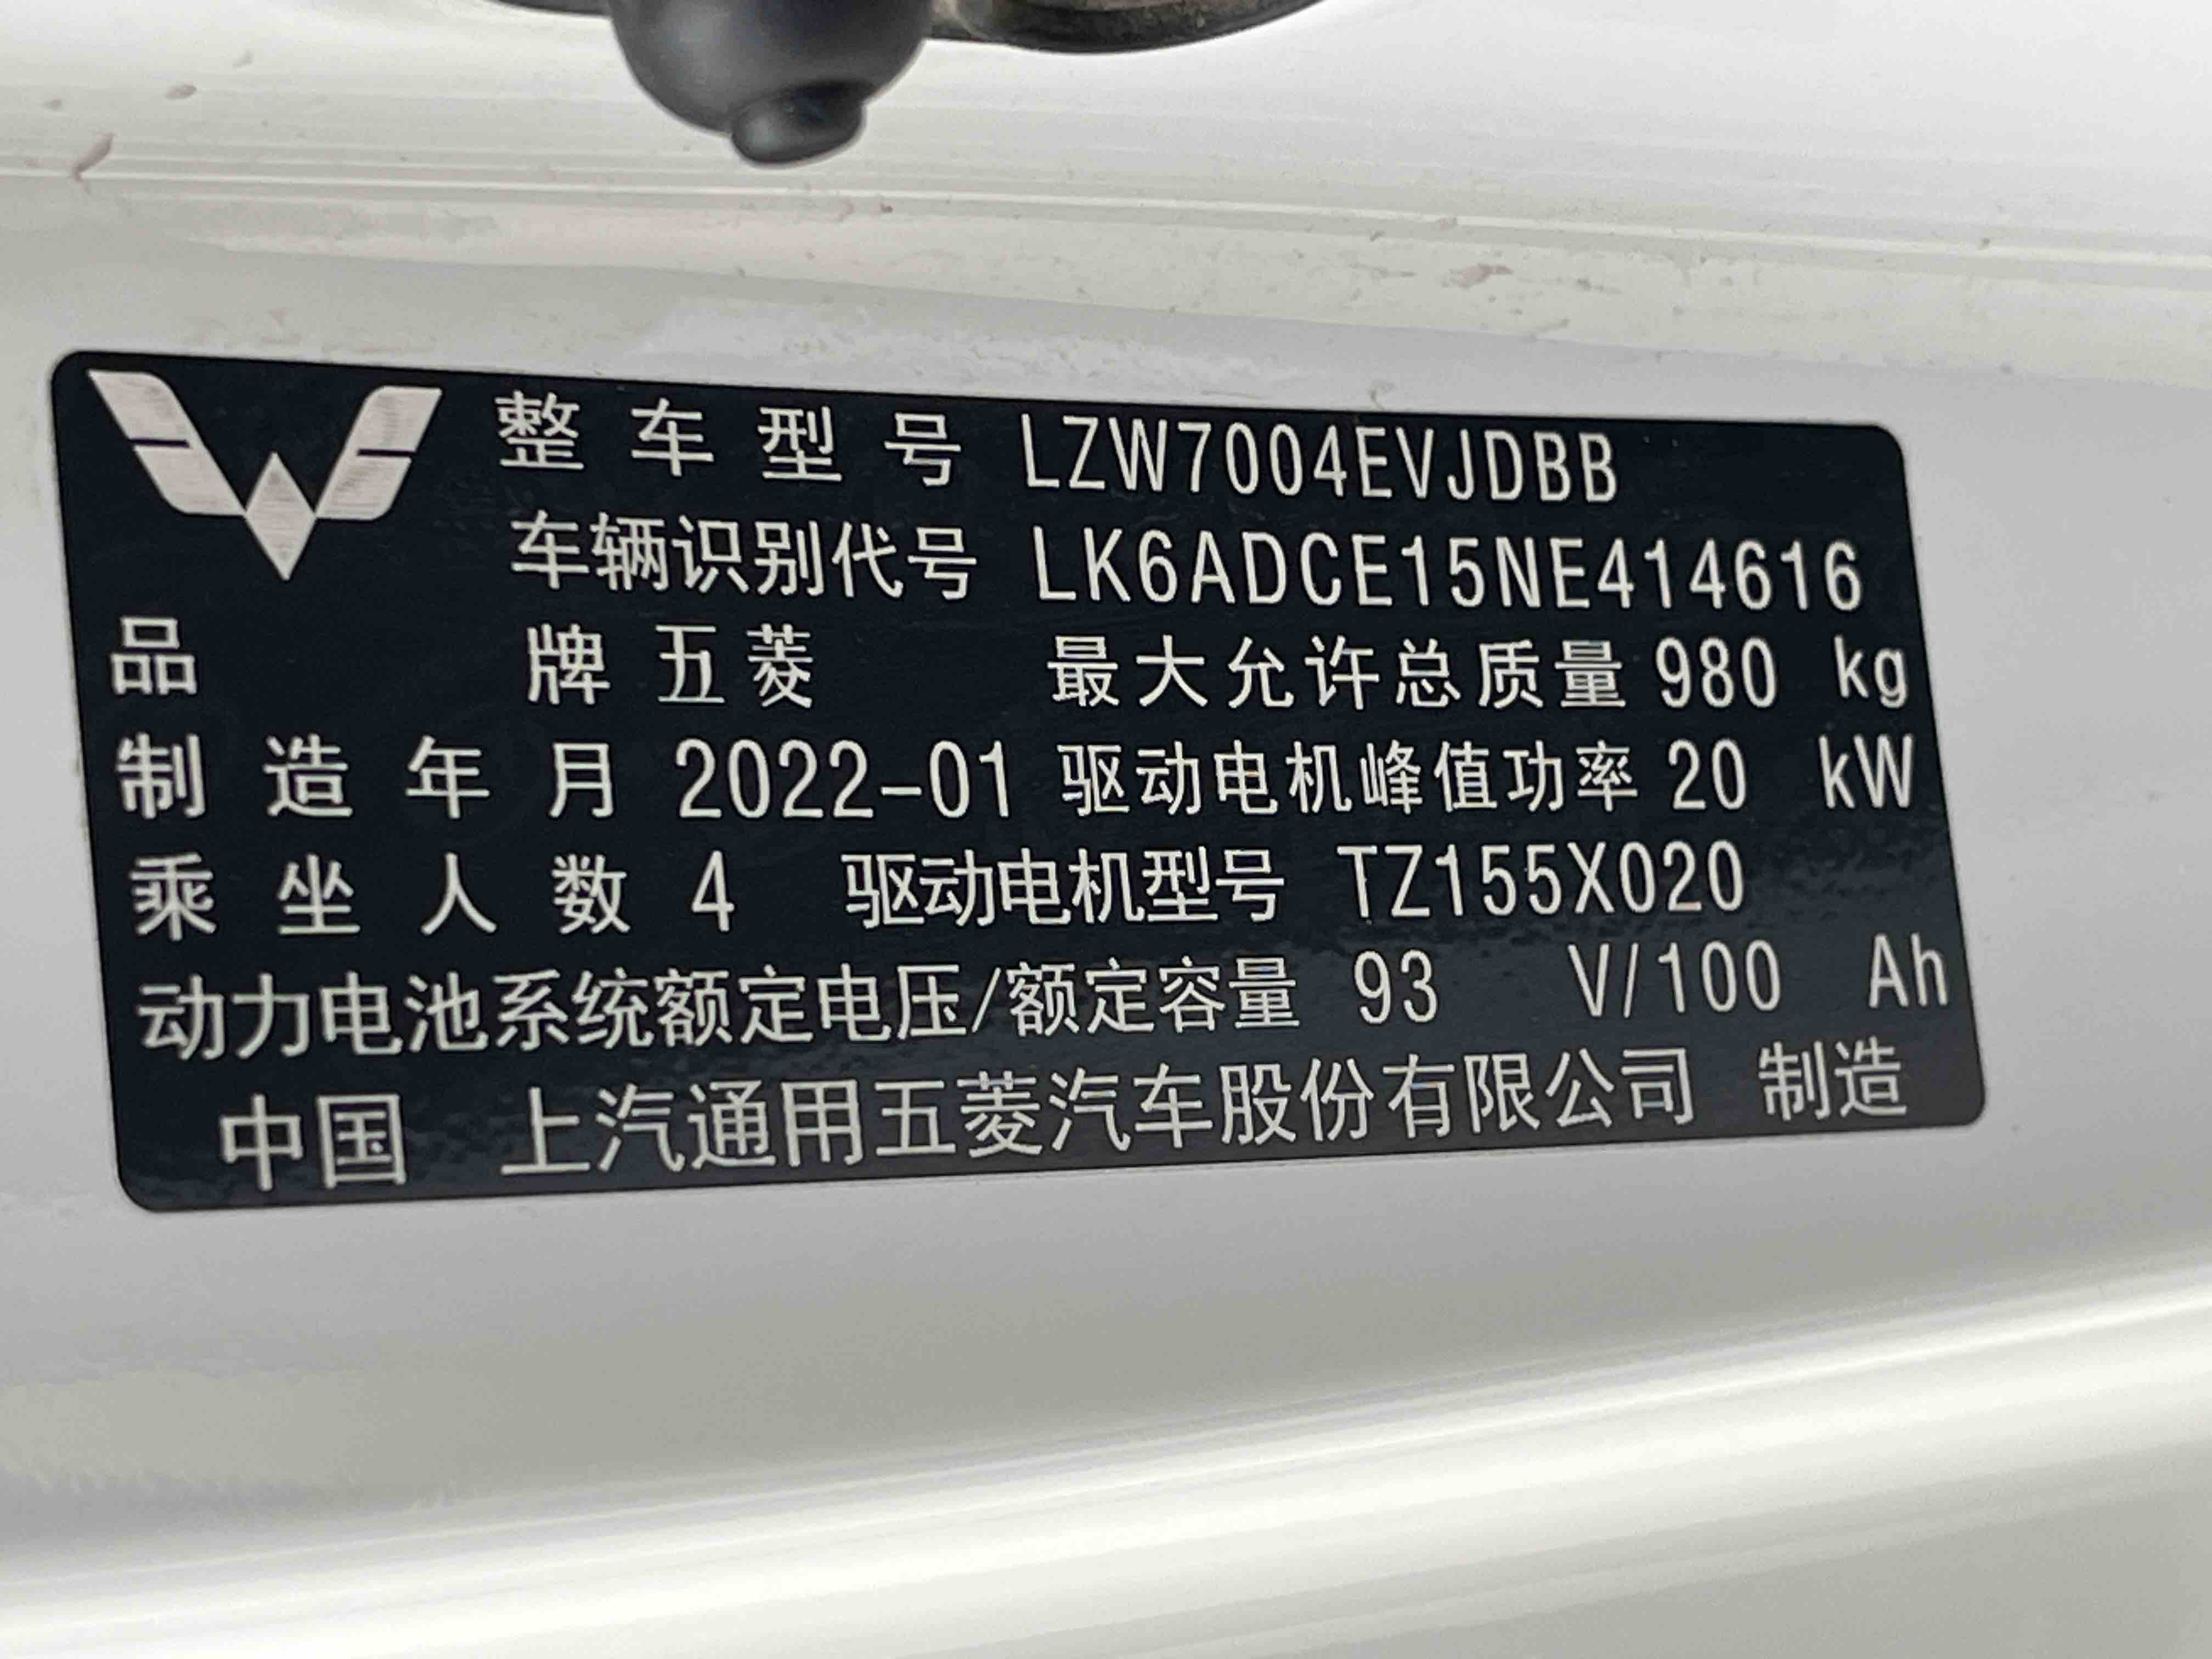 整车型号 LZW7004EVJDBB
车辆识别代号 LK6ADCE15NE414616
品牌 五菱 最大允许总质量 980 kg
制造年月 2022-01 驱动电机峰值功率 20 kW
乘坐人数 4 驱动电机型号 TZ155X020
动力电池系统额定电压/额定容量 93 V/100 Ah
中国 上汽通用五菱汽车股份有限公司 制造